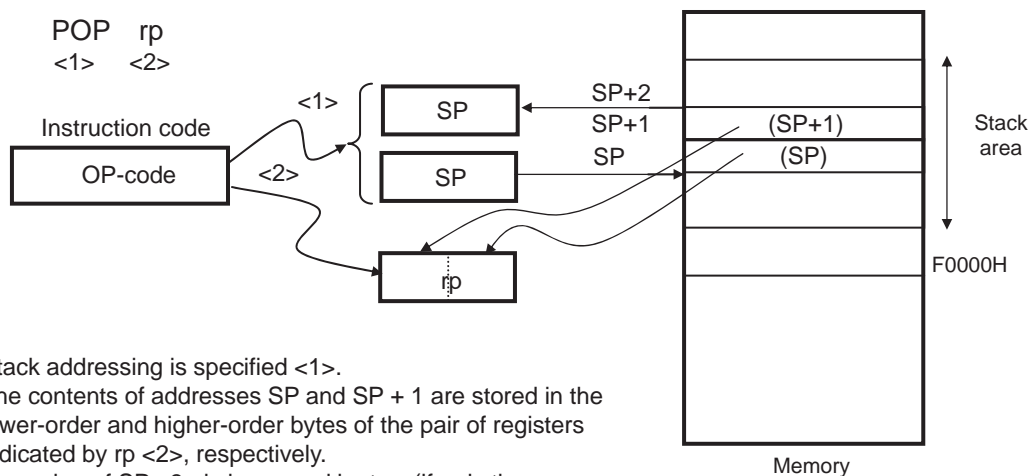 POP rp
<1> <2>
Instruction code
OP-code
<1>
<2>
SP
SP
rp
SP+2
SP+1
SP
(SP+1)
(SP)
Stack
area
F0000H
Memory
tack addressing is specified <1>.
he contents of addresses SP and SP + 1 are stored in the
wer-order and higher-order bytes of the pair of registers
dicated by rp <2>, respectively.